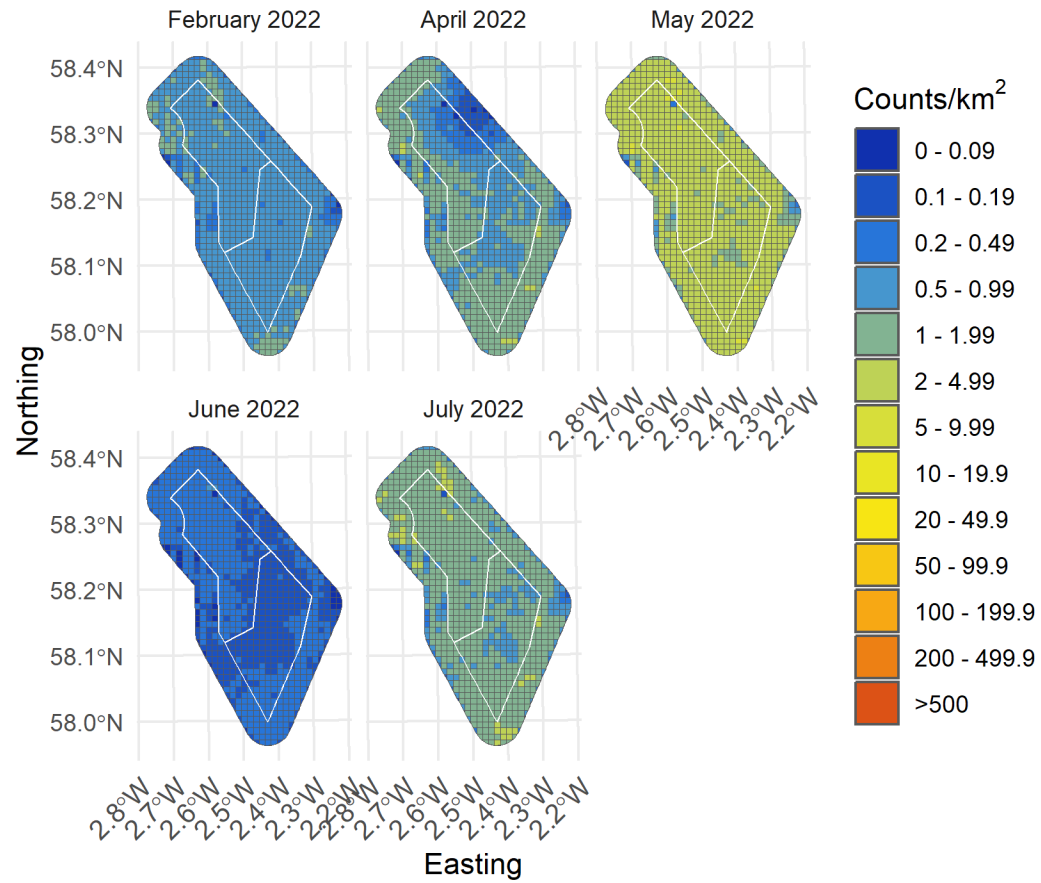 February 2022
April 2022
May 2022
58.4°N
58.3°N
58.2°N
58.1°N
58.0°N
2.8°W
2.7°W
2.6°W
2.5°W
2.4°W
2.3°W
2.2°W
June 2022
July 2022
58.4°N
58.3°N
58.2°N
58.1°N
58.0°N
2.8°W
2.7°W
2.6°W
2.5°W
2.4°W
2.3°W
2.2°W
2.8°W
2.7°W
2.6°W
2.5°W
2.4°W
2.3°W
2.2°W
Northing
Easting
Counts/km²
0 - 0.09
0.1 - 0.19
0.2 - 0.49
0.5 - 0.99
1 - 1.99
2 - 4.99
5 - 9.99
10 - 19.9
20 - 49.9
50 - 99.9
100 - 199.9
200 - 499.9
>500